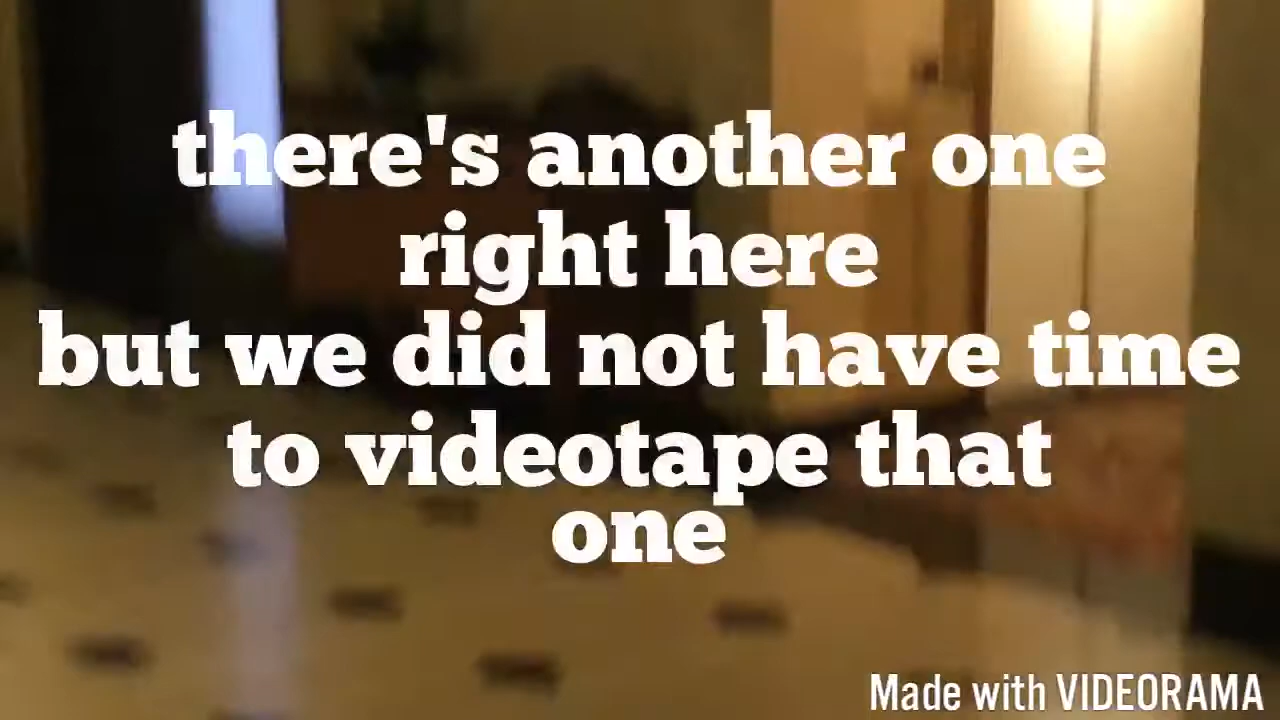 there's another one
right here
but we did not have time
to videotape that
one
Made with VIDEORAMA